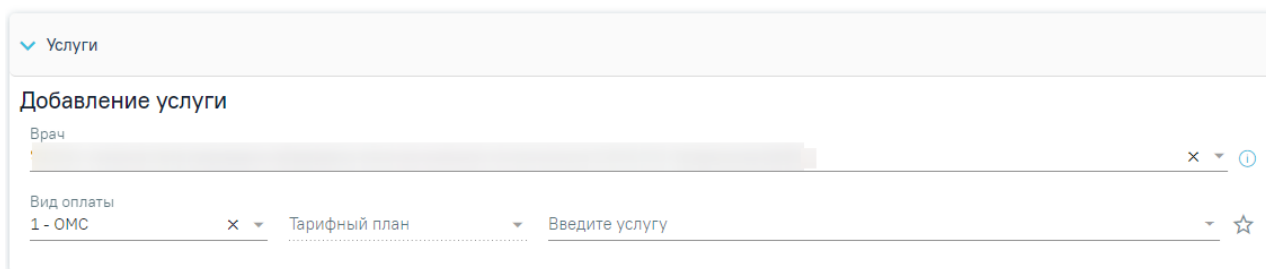 Услуги
Добавление услуги
Врач
Вид оплаты
1 - ОМС Тарифный план Введите услугу